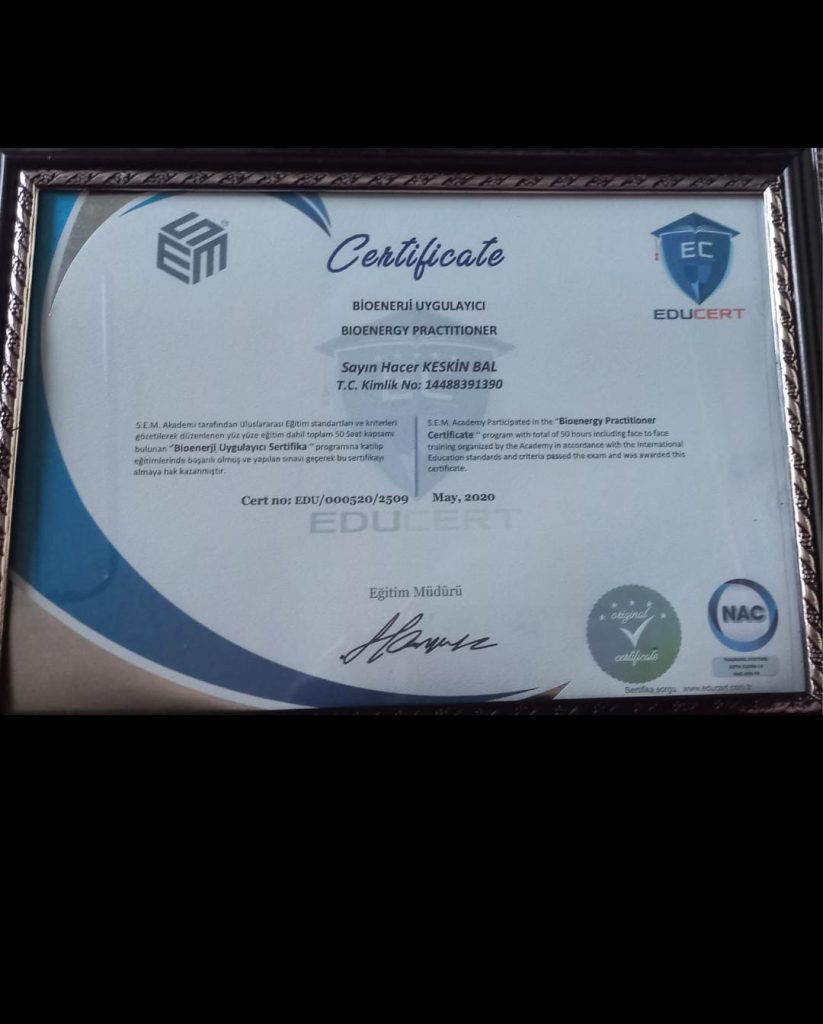 SEM
Certificate
EC
EDUCERT
BİOENERJİ UYGULAYICI
BIOENERGY PRACTITIONER
Sayın Hacer KESKİN BAL
T.C. Kimlik No: 14488391390
S.E.M. Akademi tarafından Uluslararası Eğitim standartları ve kriterleri
gözetilerek düzenlenen yüz yüze eğitim dahil toplam 50 Saat kapsamı
bulunan "Bioenerji Uygulayıcı Sertifika " programına katılıp
eğitimlerinde başarılı olmuş ve yapılan sınavı geçerek bu sertifikayı
almaya hak kazanmıştır.
S.E.M. Academy Participated in the "Bioenergy Practitioner
Certificate " program with total of 50 hours including face to face
training organized by the Academy in accordance with the International
Education standards and criteria passed the exam and was awarded this
certificate.
Cert no: EDU/000520/2509 May, 2020
EDUCERT
Eğitim Müdürü
original
certificate
NAC
Sertifika sorgu www.educert.com.tr